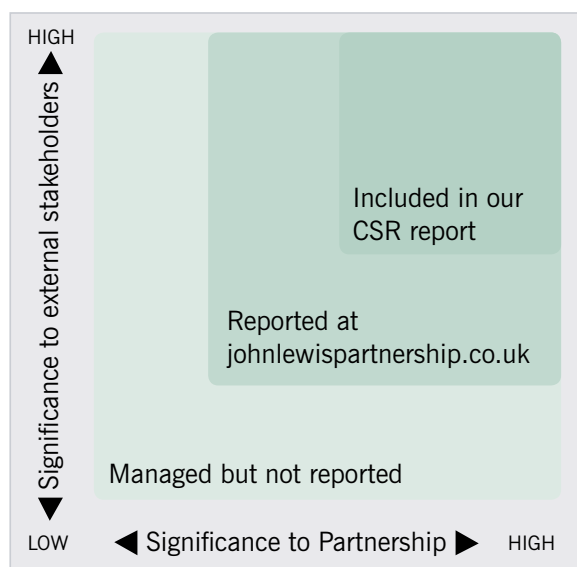 HIGH
Significance to external stakeholders
Included in our
CSR report
Reported at
johnlewispartnership.co.uk
Managed but not reported
LOW
Significance to Partnership
HIGH